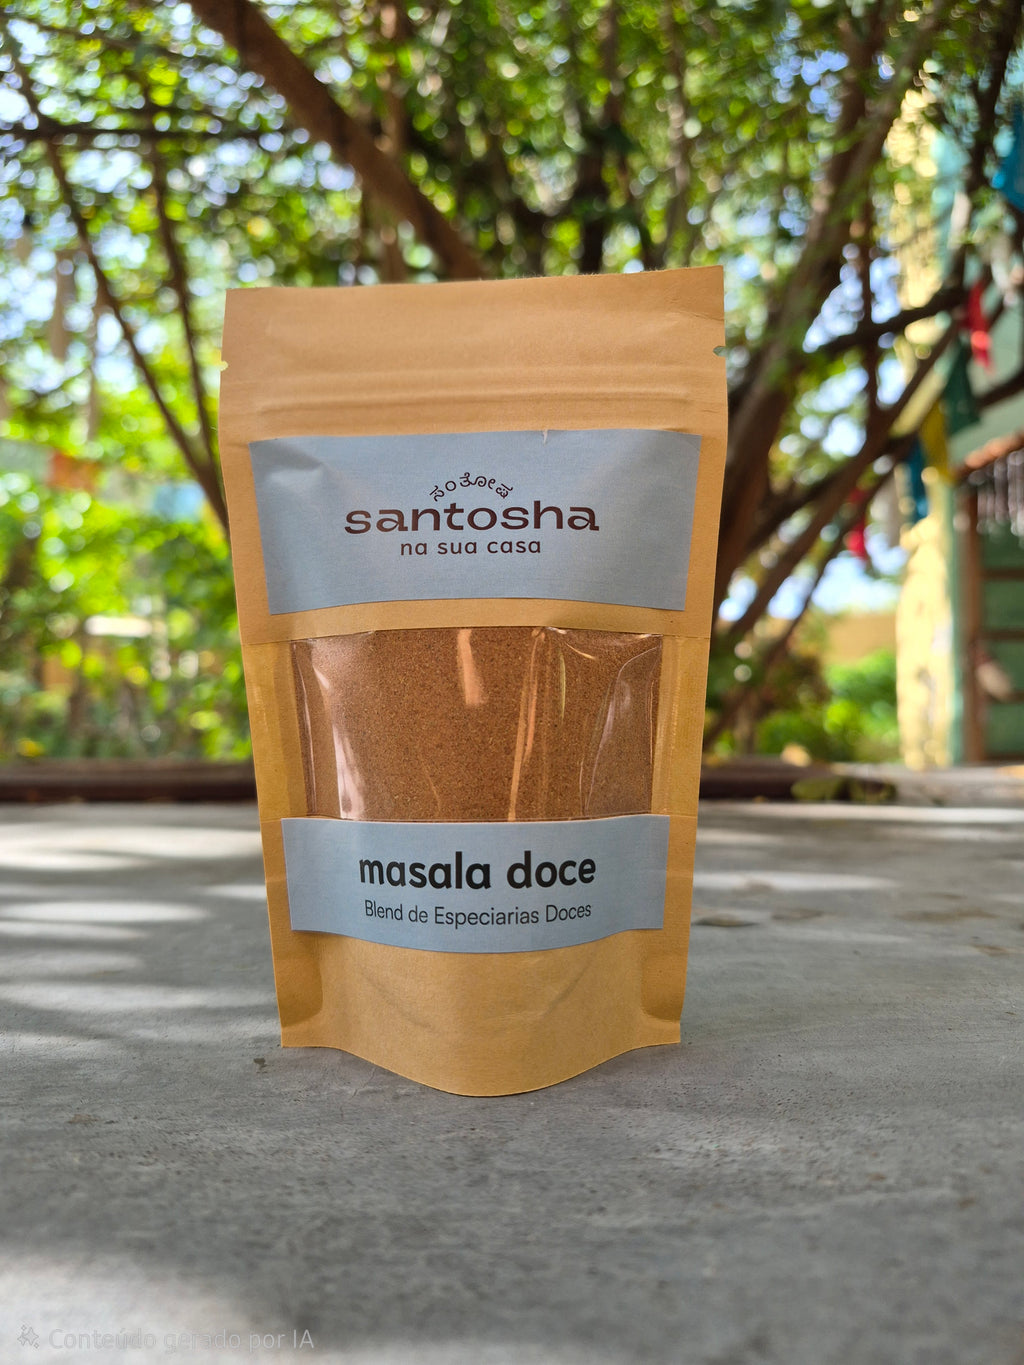 ಸಂತೋಷ
santosha
na sua casa
masala doce
Blend de Especiarias Doces
Conteúdo gerado por IA